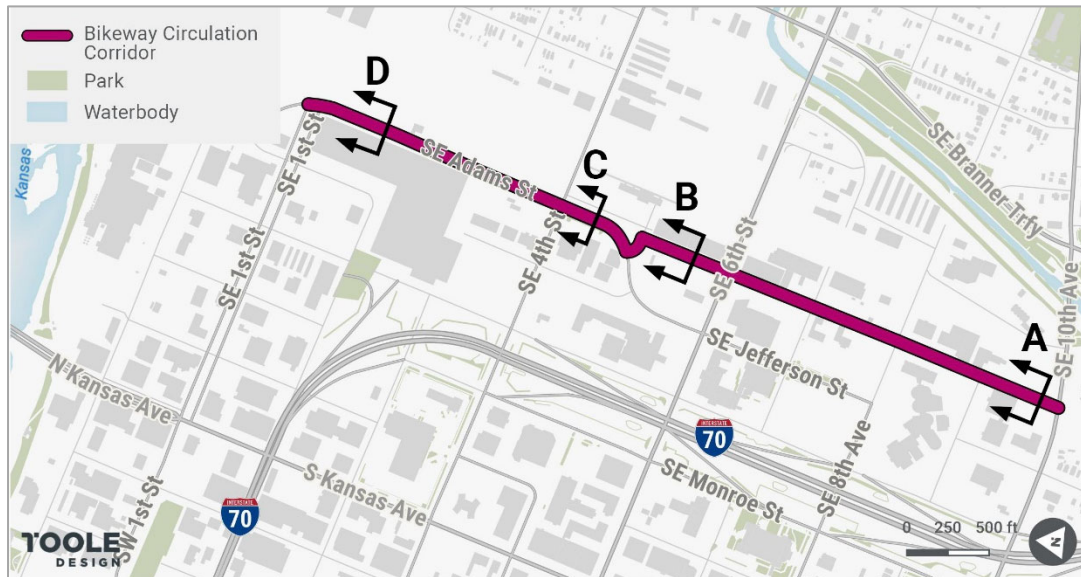 Bikeway Circulation
Corridor
Park
Waterbody
Kansas
D
C
B
A
SE Adams St
SE 1st St
SE 1st St
SE 4th St
SE 6th St
SE Branner Trfy
SE 10th Ave
SE Jefferson St
SE 8th Ave
N Kansas Ave
S Kansas Ave
SE Monroe St
SW 1st St
INTERSTATE
70
INTERSTATE
70
0 250 500 ft
N
TOOLE
DESIGN